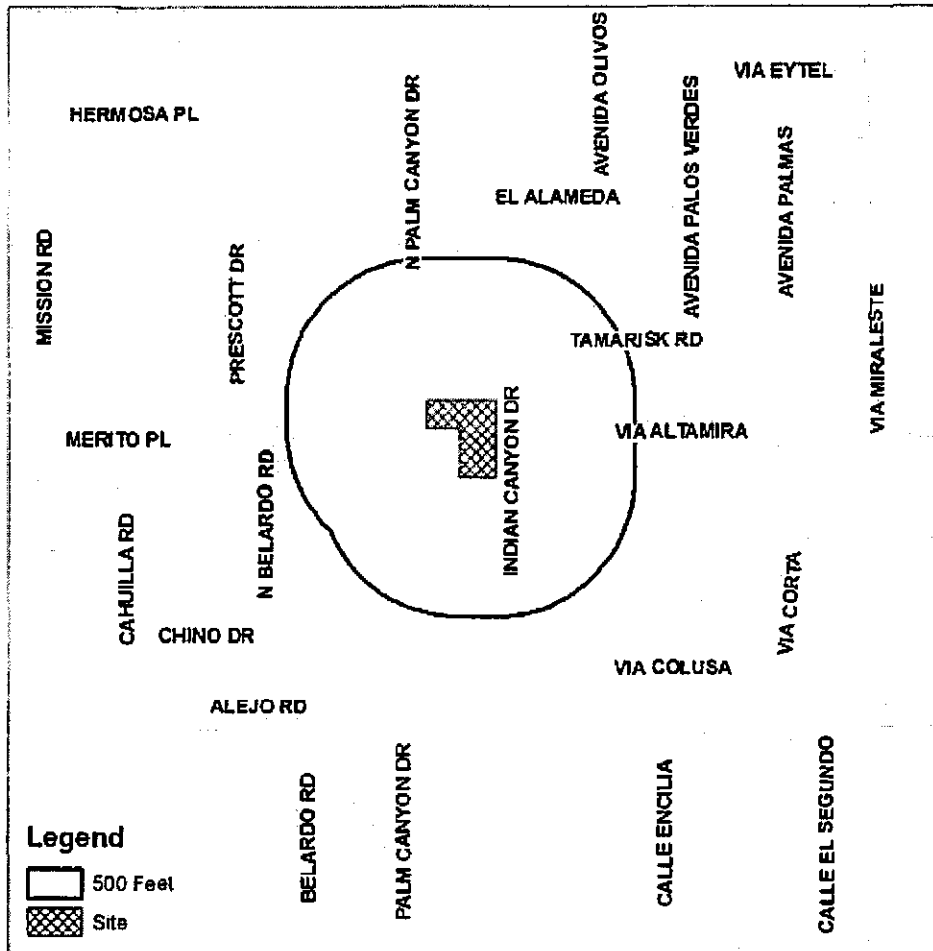 VIA EYTEL
HERMOSA PL
N PALM CANYON DR
AVENIDA OLIVOS
AVENIDA PALOS VERDES
AVENIDA PALMAS
EL ALAMEDA
MISSION RD
PRESCOTT DR
TAMARISK RD
VIA MIRALESTE
MERITO PL
VIA ALTAMIRA
INDIAN CANYON DR
N BELARDO RD
CAHUILLA RD
CHINO DR
VIA CORTA
VIA COLUSA
ALEJO RD
BELARDO RD
PALM CANYON DR
CALLE ENCILIA
CALLE EL SEGUNDO
Legend
500 Feet
Site